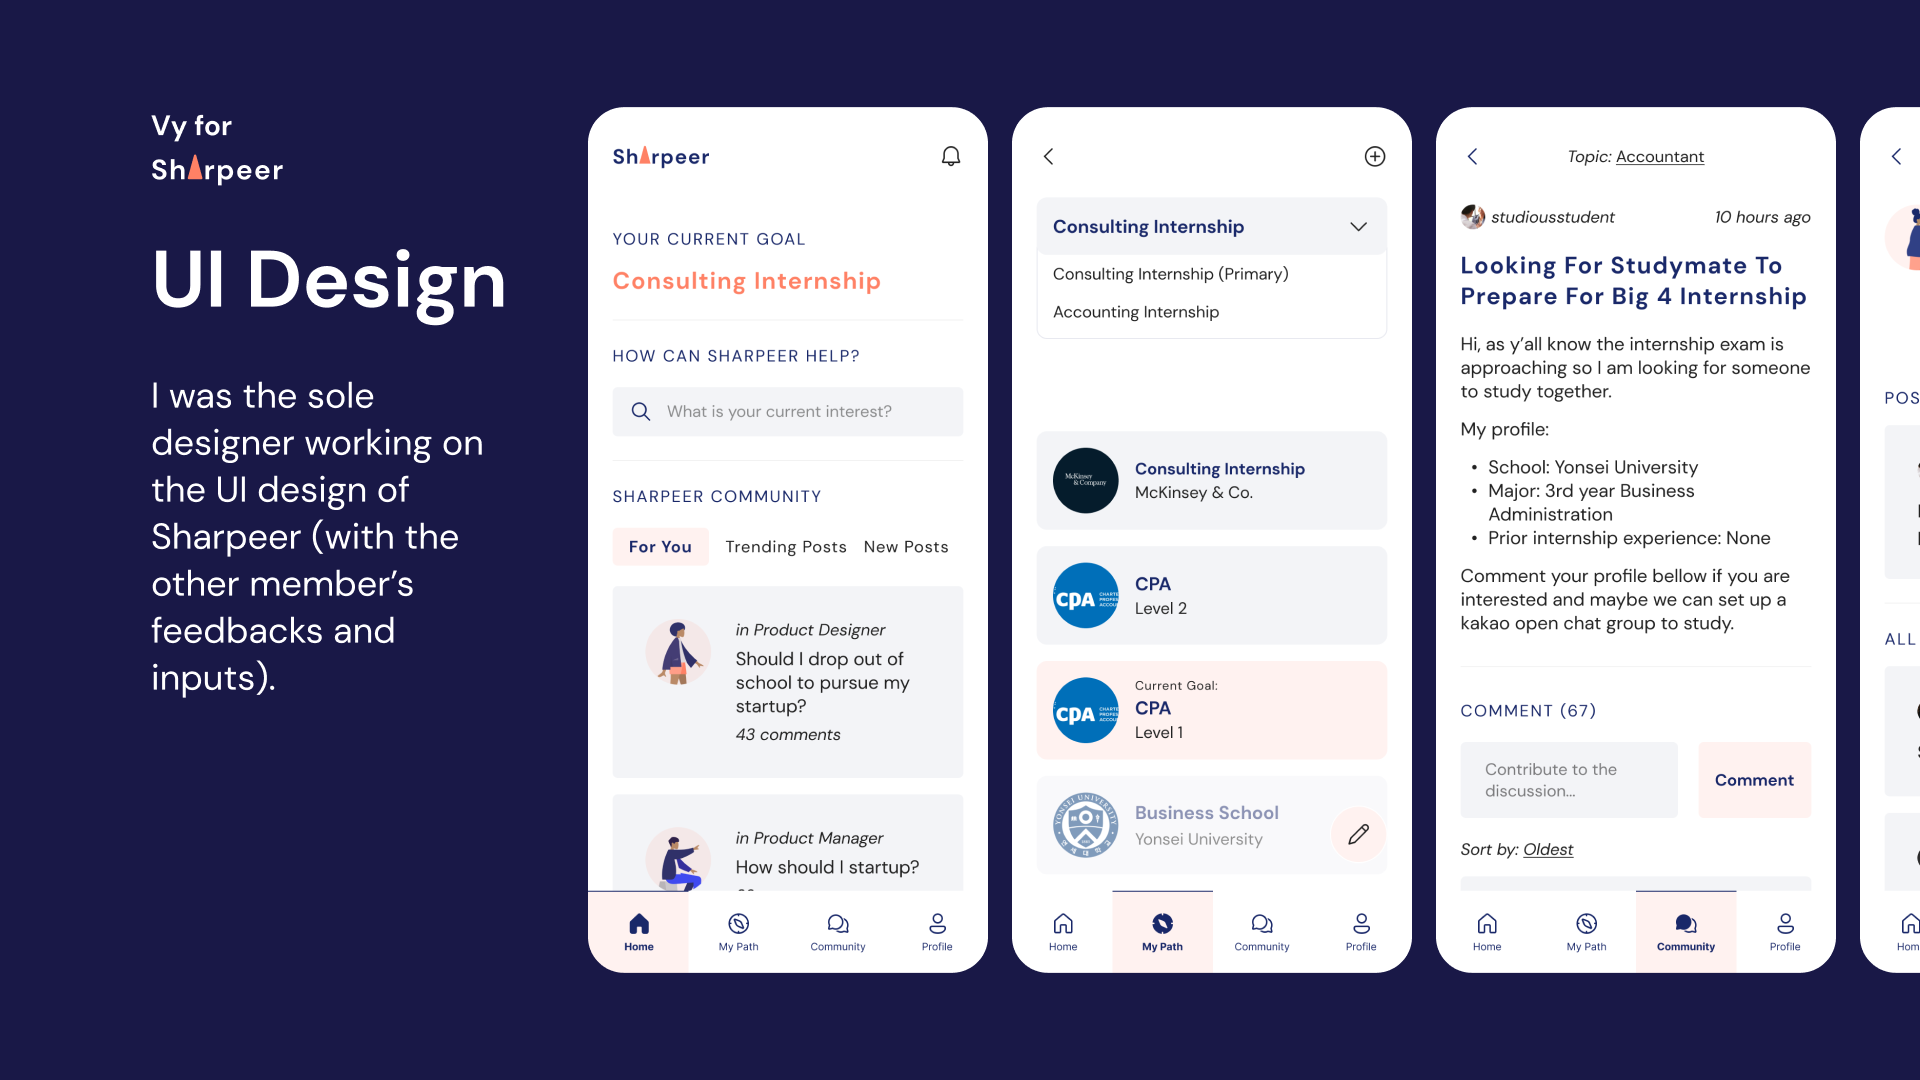 Vy for
Sharpeer
UI Design
I was the sole
designer working on
the UI design of
Sharpeer (with the
other member’s
feedbacks and
inputs).
Sharpeer
YOUR CURRENT GOAL
Consulting Internship
HOW CAN SHARPEER HELP?
What is your current interest?
SHARPEER COMMUNITY
For You Trending Posts New Posts
in Product Designer
Should I drop out of
school to pursue my
startup?
43 comments
in Product Manager
How should I startup?
Home My Path Community Profile
Consulting Internship
Consulting Internship (Primary)
Accounting Internship
McKinsey
& Company
Consulting Internship
McKinsey & Co.
CPA
CPA
Level 2
CPA
Current Goal:
CPA
Level 1
YONSEI UNIVERSITY
Business School
Yonsei University
Home My Path Community Profile
Topic: Accountant
studiousstudent 10 hours ago
Looking For Studymate To
Prepare For Big 4 Internship
Hi, as y’all know the internship exam is
approaching so I am looking for someone
to study together.
My profile:
• School: Yonsei University
• Major: 3rd year Business
Administration
• Prior internship experience: None
Comment your profile bellow if you are
interested and maybe we can set up a
kakao open chat group to study.
COMMENT (67)
Contribute to the
discussion...
Comment
Sort by: Oldest
Home My Path Community Profile
ALL